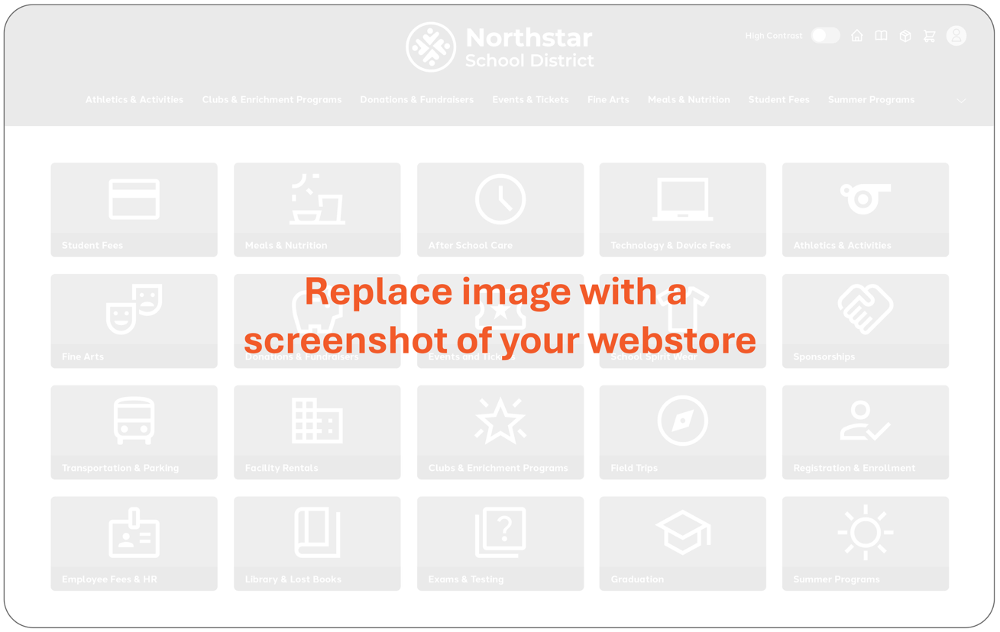 Northstar
School District
High Contrast
Athletics & Activities Clubs & Enrichment Programs Donations & Fundraisers Events & Tickets Fine Arts Meals & Nutrition Student Fees Summer Programs
Student Fees Meals & Nutrition After School Care Technology & Device Fees Athletics & Activities
Replace image with a
screenshot of your webstore
Fine Arts Donations & Fundraisers Events and Tickets School Spirit Wear Sponsorships
Transportation & Parking Facility Rentals Clubs & Enrichment Programs Field Trips Registration & Enrollment
Employee Fees & HR Library & Lost Books Exams & Testing Graduation Summer Programs